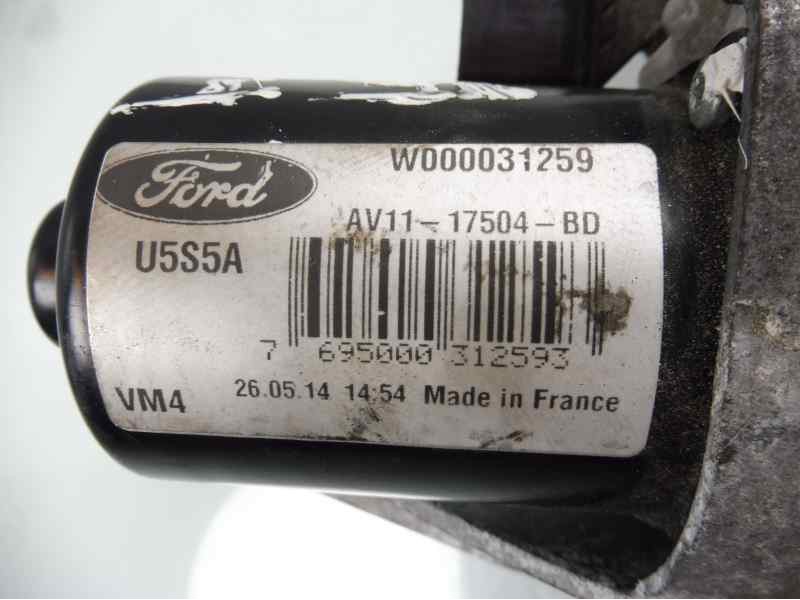 Ford
W000031259
AV11-17504-BD
U5S5A
7 695000 312593
VM4 26.05.14 14:54 Made in France